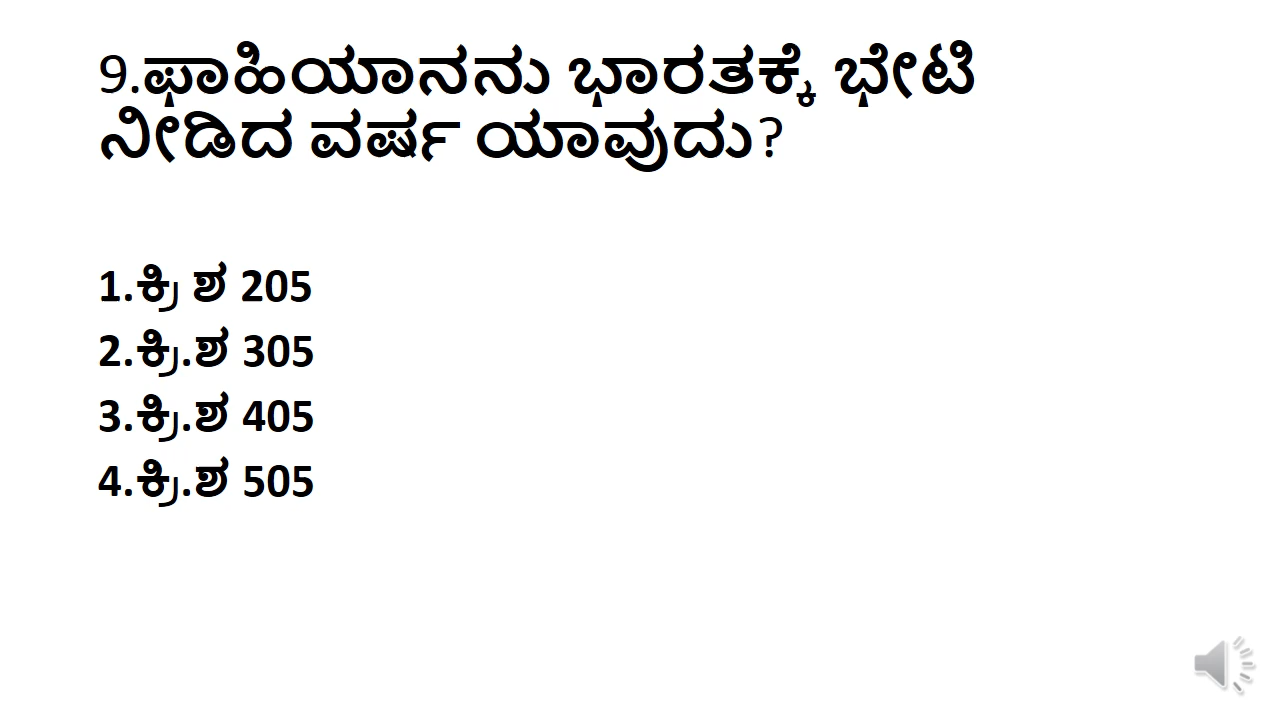 9.ಫಾಹಿಯಾನನು ಭಾರತಕ್ಕೆ ಭೇಟಿ
ನೀಡಿದ ವರ್ಷ ಯಾವುದು?
1.ಕ್ರಿ ಶ 205
2.ಕ್ರಿ.ಶ 305
3.ಕ್ರಿ.ಶ 405
4.ಕ್ರಿ.ಶ 505